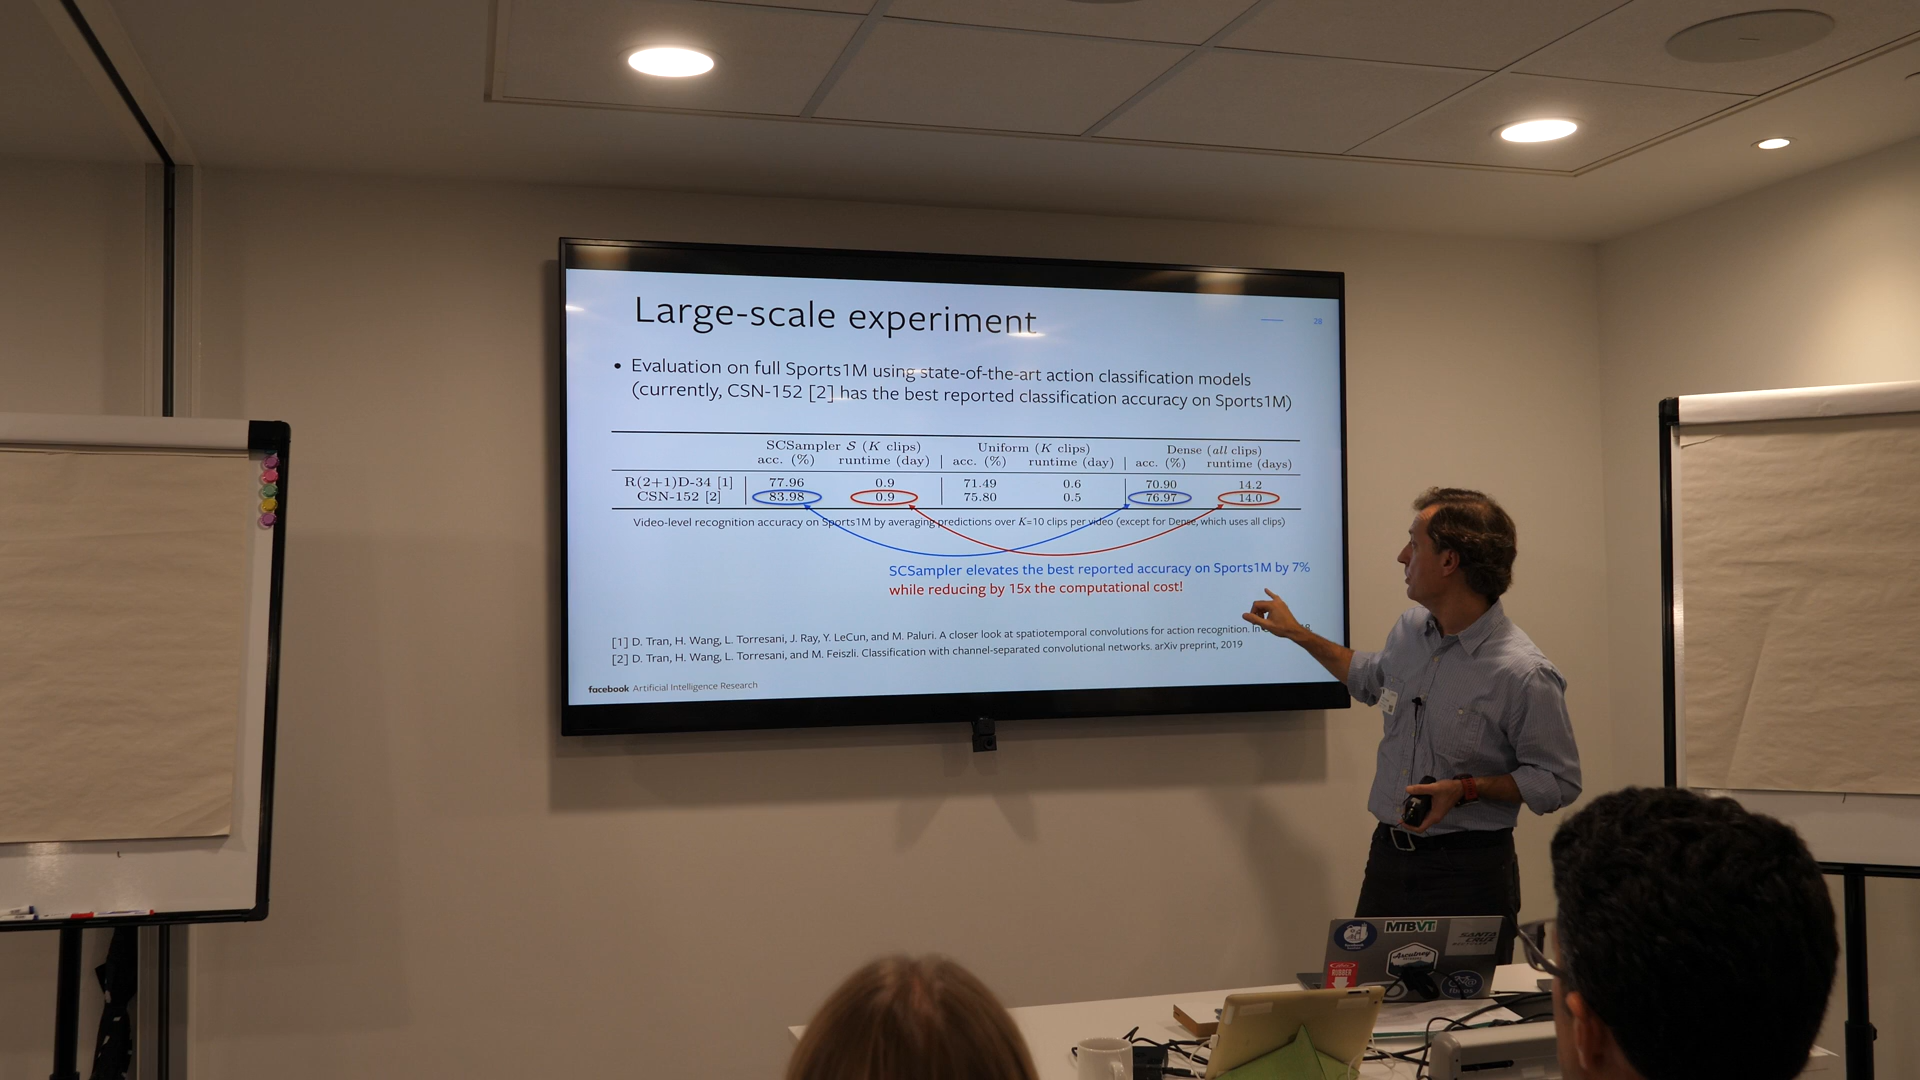 28
Large-scale experiment
• Evaluation on full Sports1M using state-of-the-art action classification models
(currently, CSN-152 [2] has the best reported classification accuracy on Sports1M)
SCSampler S (K clips) Uniform (K clips) Dense (all clips)
acc. (%) runtime (day) acc. (%) runtime (day) acc. (%) runtime (days)
R(2+1)D-34 [1] 77.96 0.9 71.49 0.6 70.90 14.2
CSN-152 [2] 83.98 0.9 75.80 0.5 76.97 14.0
Video-level recognition accuracy on Sports1M by averaging predictions over K=10 clips per video (except for Dense, which uses all clips)
SCSampler elevates the best reported accuracy on Sports1M by 7%
while reducing by 15x the computational cost!
[1] D. Tran, H. Wang, L. Torresani, J. Ray, Y. LeCun, and M. Paluri. A closer look at spatiotemporal convolutions for action recognition. In
[2] D. Tran, H. Wang, L. Torresani, and M. Feiszli. Classification with channel-separated convolutional networks. arXiv preprint, 2019
facebook Artificial Intelligence Research
MTBVT
SANTA
CRUZ
Ascutney
RUBBER